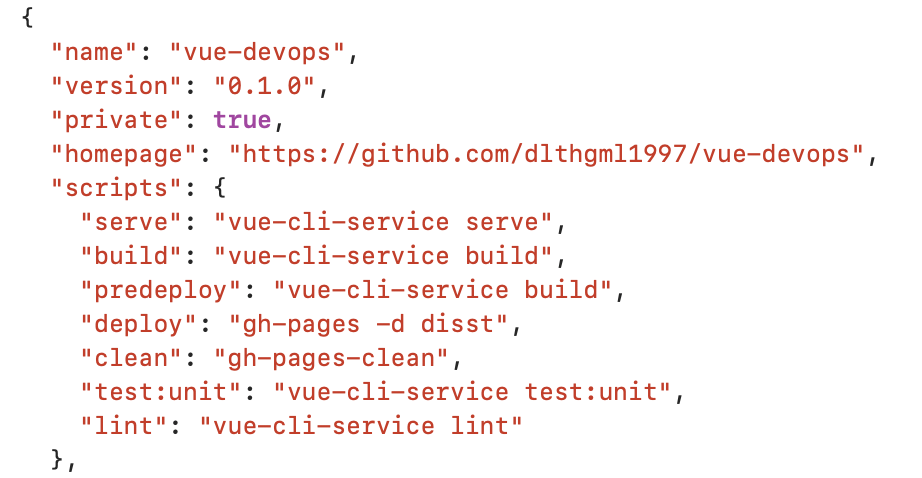 {
  "name": "vue-devops",
  "version": "0.1.0",
  "private": true,
  "homepage": "https://github.com/dlthgml1997/vue-devops",
  "scripts": {
    "serve": "vue-cli-service serve",
    "build": "vue-cli-service build",
    "predeploy": "vue-cli-service build",
    "deploy": "gh-pages -d disst",
    "clean": "gh-pages-clean",
    "test:unit": "vue-cli-service test:unit",
    "lint": "vue-cli-service lint"
  },